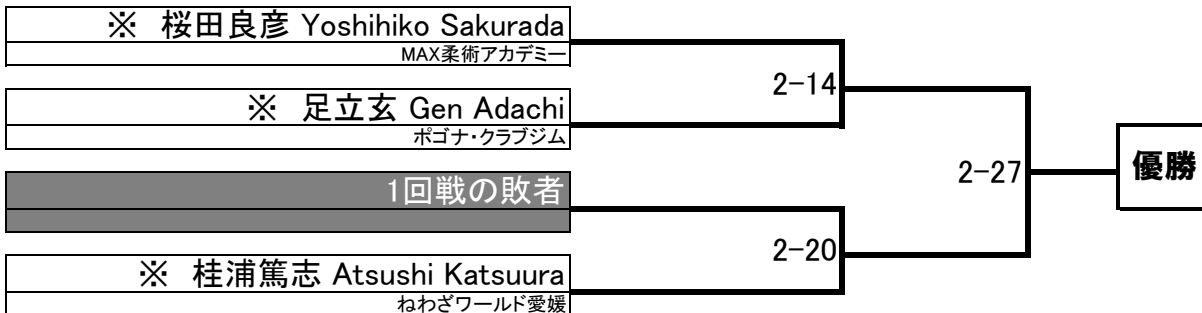 ※ 桜田良彦 Yoshihiko Sakurada
MAX柔術アカデミー
2-14
※ 足立玄 Gen Adachi
ポゴナ・クラブジム
1回戦の敗者
2-27
優勝
2-20
※ 桂浦篤志 Atsushi Katsuura
ねわざワールド愛媛